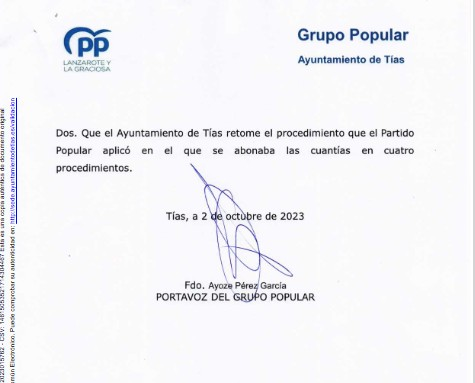 PP
LANZAROTE Y
LA GRACIOSA
Grupo Popular
Ayuntamiento de Tías
Dos. Que el Ayuntamiento de Tías retome el procedimiento que el Partido
Popular aplicó en el que se abonaba las cuantías en cuatro
procedimientos.
Tías, a 2 de octubre de 2023
Fdo. Ayoze Pérez García
PORTAVOZ DEL GRUPO POPULAR
Esta es una copia auténtica de documento original
Puede comprobar su autenticidad en: